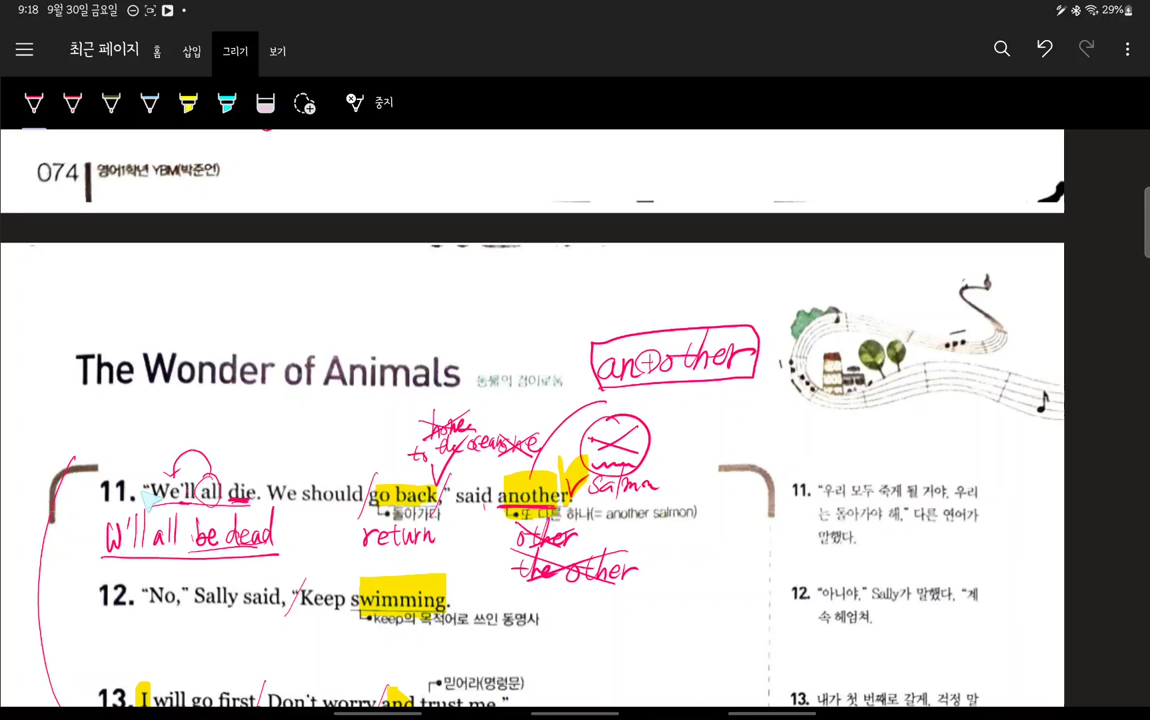 9:18 9월 30일 금요일 29%
최근 페이지 홈 삽입 그리기 보기
중지
074 영어1학년 YBM(박준언)
The Wonder of Animals 동물의 경이로움
an+other
to the ocean
11. “We'll all die. We should go back,” said another.
salmon
돌아가다
또 다른 하나(= another salmon)
W'll all be dead
return
other
the other
12. “No,” Sally said, “Keep swimming.
keep의 목적어로 쓰인 동명사
믿어라(명령문)
13. I will go first. Don't worry and trust me.”
11. “우리 모두 죽게 될 거야. 우리
는 돌아가야 해,” 다른 연어가
말했다.
12. “아니야,” Sally가 말했다, “계
속 헤엄쳐.
13. 내가 첫 번째로 갈게. 걱정 말